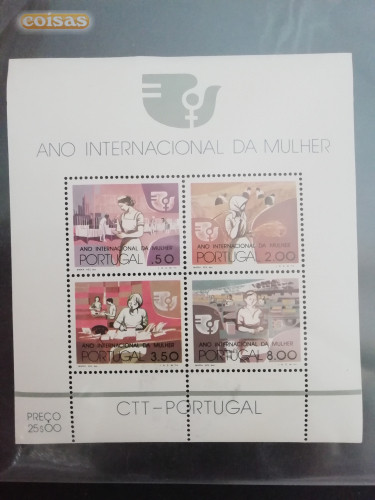 coisas
ANO INTERNACIONAL DA MULHER
ANO INTERNACIONAL DA MULHER
PORTUGAL .50
ANO INTERNACIONAL DA MULHER
PORTUGAL 2.00
ANO INTERNACIONAL DA MULHER
PORTUGAL 3.50
ANO INTERNACIONAL DA MULHER
PORTUGAL 8.00
CTT-PORTUGAL
PREÇO
25$00